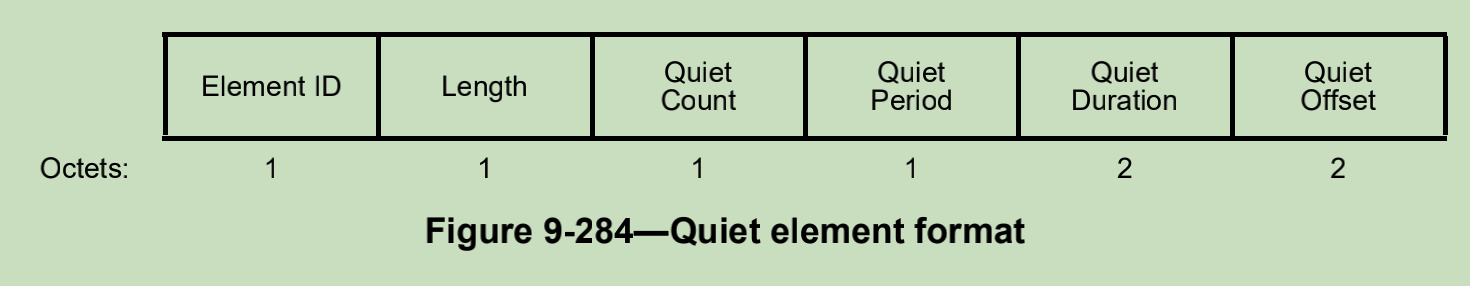 Element ID
Length
Quiet
Count
Quiet
Period
Quiet
Duration
Quiet
Offset
Octets: 1 1 1 1 2 2
Figure 9-284—Quiet element format